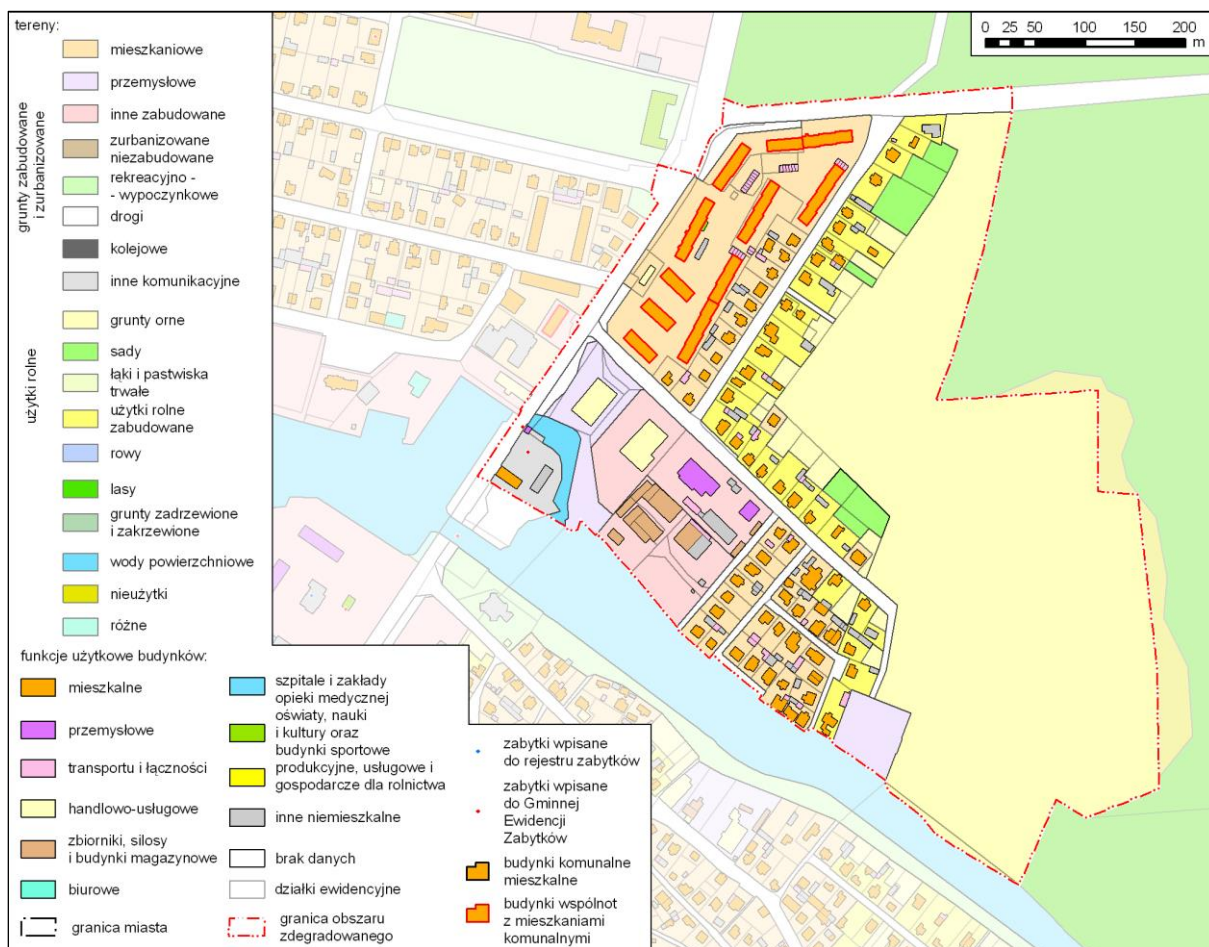 tereny:
grunty zabudowane
i zurbanizowane
mieszkaniowe
przemysłowe
inne zabudowane
zurbanizowane
niezabudowane
rekreacyjno -
- wypoczynkowe
drogi
kolejowe
inne komunikacyjne
użytki rolne
grunty orne
sady
łąki i pastwiska
trwałe
użytki rolne
zabudowane
rowy
lasy
grunty zadrzewione
i zakrzewione
wody powierzchniowe
nieużytki
różne
funkcje użytkowe budynków:
mieszkalne
przemysłowe
transportu i łączności
handlowo-usługowe
zbiorniki, silosy
i budynki magazynowe
biurowe
granica miasta
szpitale i zakłady
opieki medycznej
oświaty, nauki
i kultury oraz
budynki sportowe
produkcyjne, usługowe i
gospodarcze dla rolnictwa
inne niemieszkalne
brak danych
działki ewidencyjne
granica obszaru
zdegradowanego
zabytki wpisane
do rejestru zabytków
zabytki wpisane
do Gminnej
Ewidencji
Zabytków
budynki komunalne
mieszkalne
budynki wspólnot
z mieszkaniami
komunalnymi
0 25 50 100 150 200
m